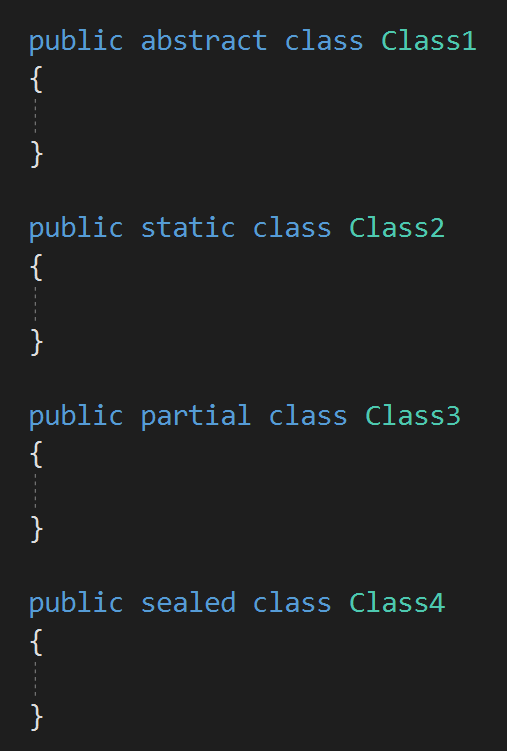 public abstract class Class1
{
}
public static class Class2
{
}
public partial class Class3
{
}
public sealed class Class4
{
}